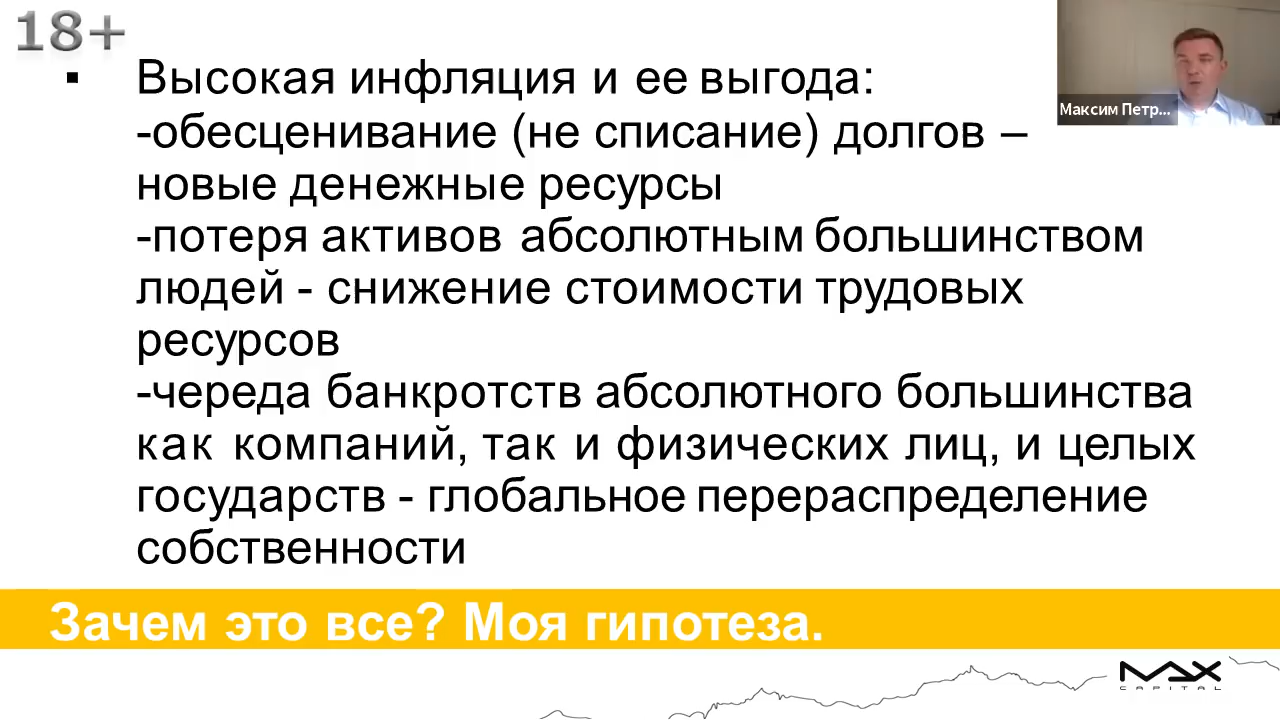 18+
Максим Петр...
▪ Высокая инфляция и ее выгода:
-обесценивание (не списание) долгов –
новые денежные ресурсы
-потеря активов абсолютным большинством
людей - снижение стоимости трудовых
ресурсов
-череда банкротств абсолютного большинства
как компаний, так и физических лиц, и целых
государств - глобальное перераспределение
собственности
Зачем это все? Моя гипотеза.
MAX
CAPITAL